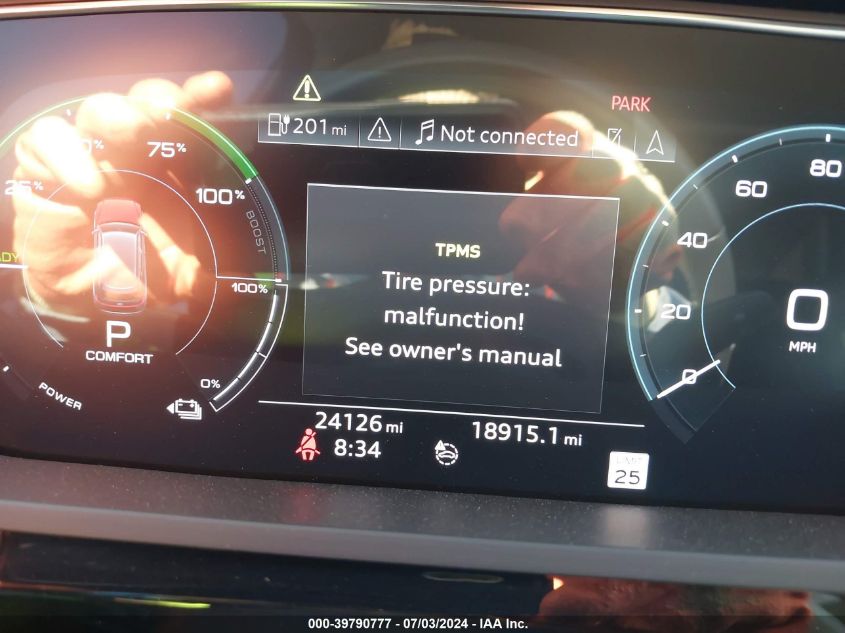 PARK
201 mi
Not connected
75%
100%
BOOST
100%
0%
P
COMFORT
POWER
TPMS
Tire pressure:
malfunction!
See owner's manual
80
60
40
20
0
0
MPH
24126 mi
8:34
18915.1 mi
LIMIT
25
000-39790777 - 07/03/2024 - IAA Inc.